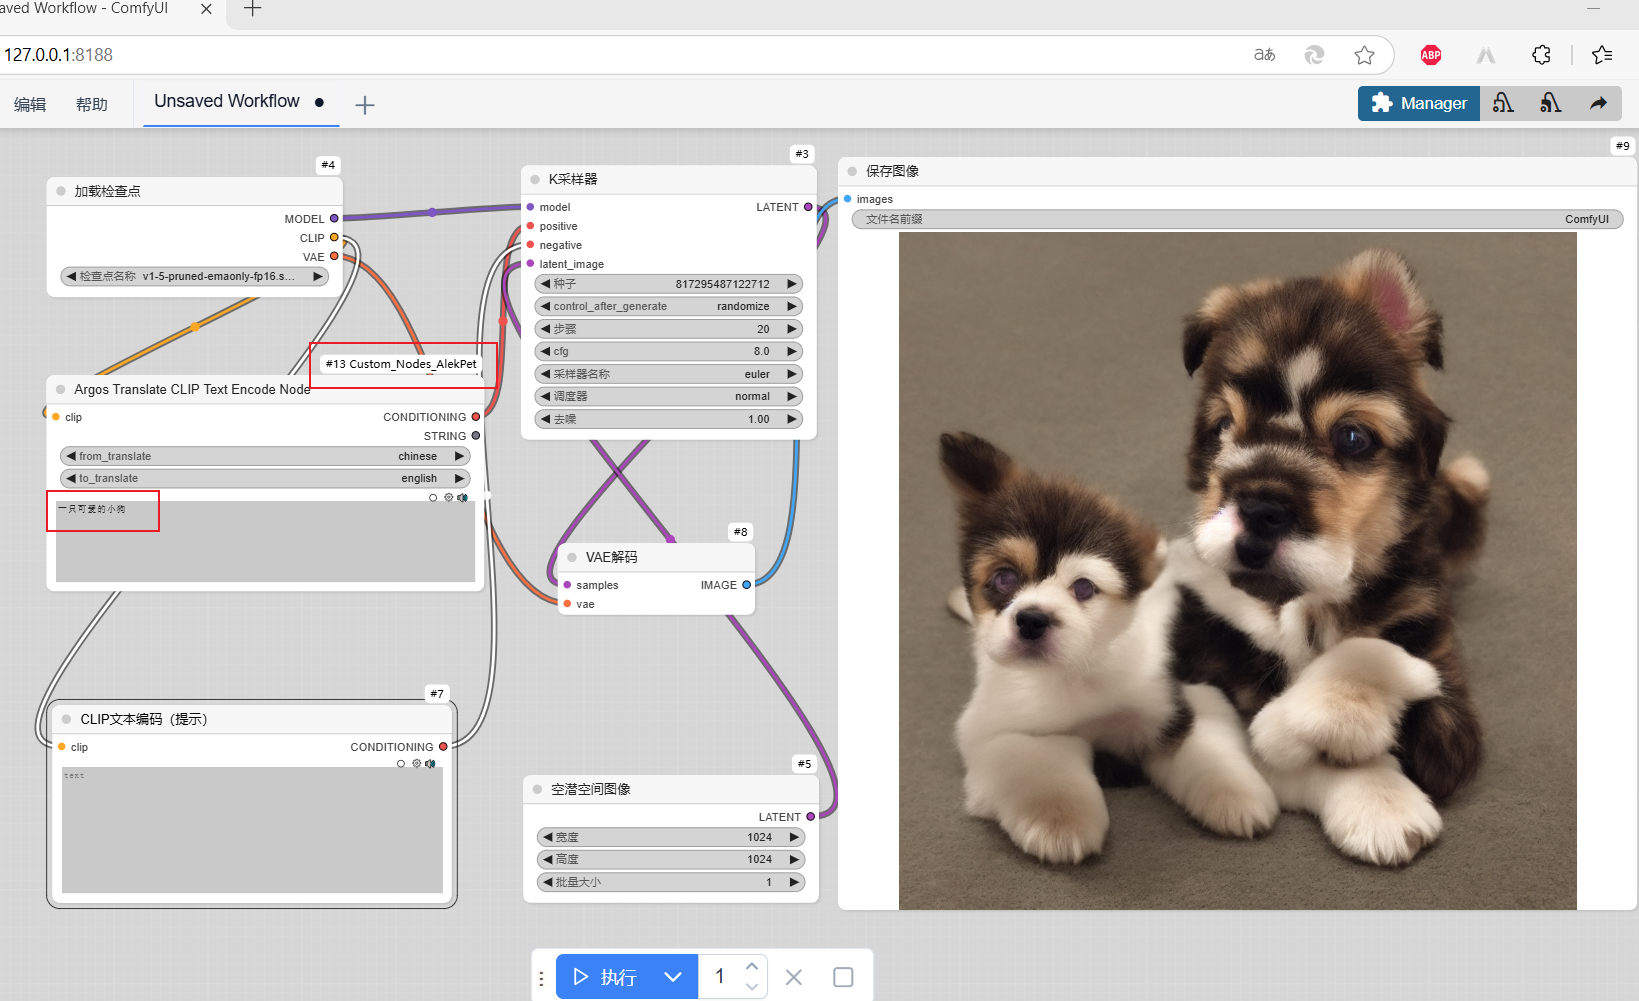 aved Workflow - ComfyUI
127.0.0.1:8188
aあ
ABP
编辑
帮助
Unsaved Workflow
Manager
#4
加载检查点
MODEL
CLIP
VAE
检查点名称 v1-5-pruned-emaonly-fp16.s...
#13 Custom_Nodes_AlekPet
Argos Translate CLIP Text Encode Node
clip
CONDITIONING
STRING
from_translate chinese
to_translate english
一只可爱的小狗
#7
CLIP文本编码（提示）
clip
CONDITIONING
text
#3
K采样器
model
LATENT
positive
negative
latent_image
种子 817295487122712
control_after_generate randomize
步骤 20
cfg 8.0
采样器名称 euler
调度器 normal
去噪 1.00
#8
VAE解码
samples
IMAGE
vae
#5
空潜空间图像
LATENT
宽度 1024
高度 1024
批量大小 1
#9
保存图像
images
文件名前缀 ComfyUI
执行
1